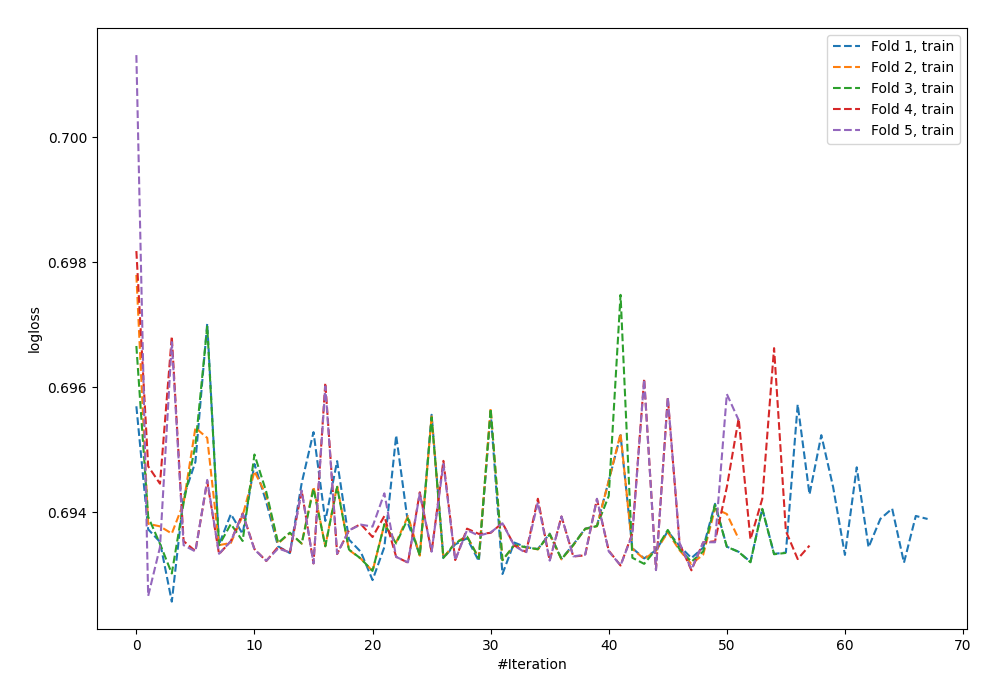 Fold 1, train
Fold 2, train
Fold 3, train
Fold 4, train
Fold 5, train
0.700
0.698
0.696
0.694
logloss
0 10 20 30 40 50 60 70
#Iteration